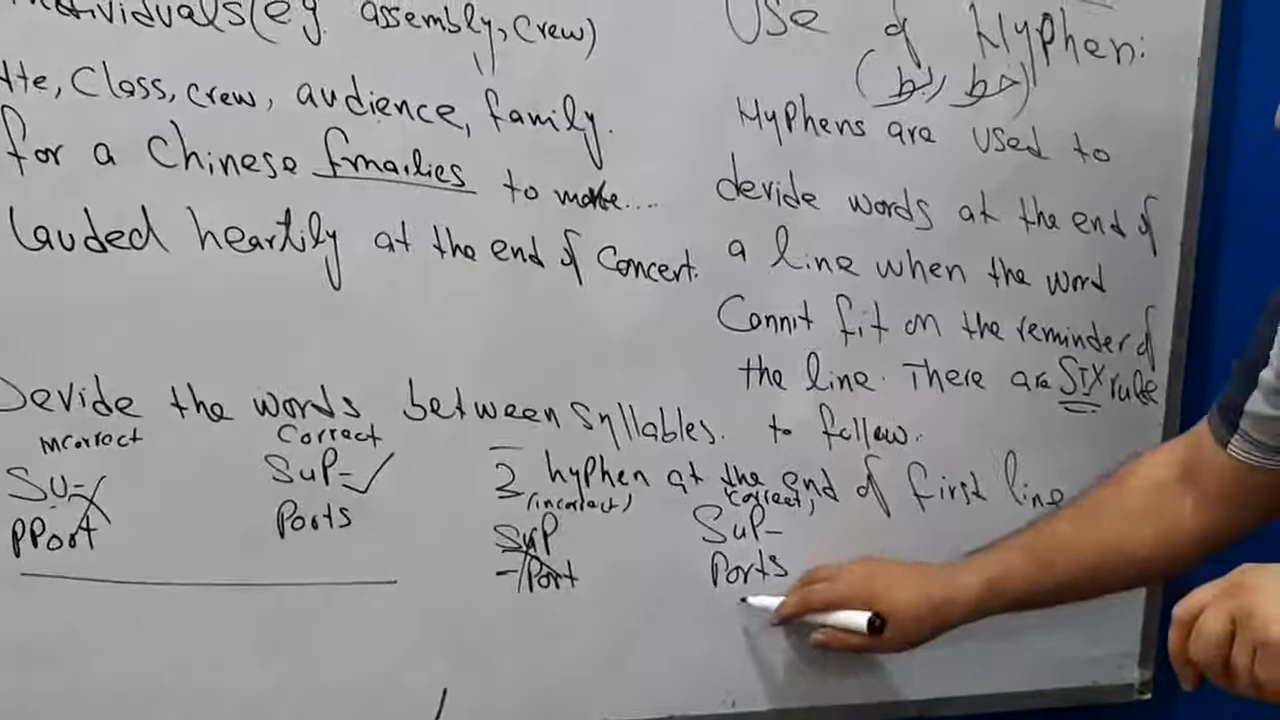 individuals(eg. assembly, crew)
tte, Class, crew, audience, family.
for a Chinese fmailies to make....
lauded heartily at the end of Concert.
Use of Hyphen:
Hyphens are used to
devide words at the end of
a line when the word
Connit fit on the reminder of
the line. There are SIX rule
to follow.
Devide the words between Syllables.
incorrect Correct
Su- SuP-
PPort Ports
2 hyphen at the end of first line
(incorrect) (correct)
SuP SuP-
-Port Ports